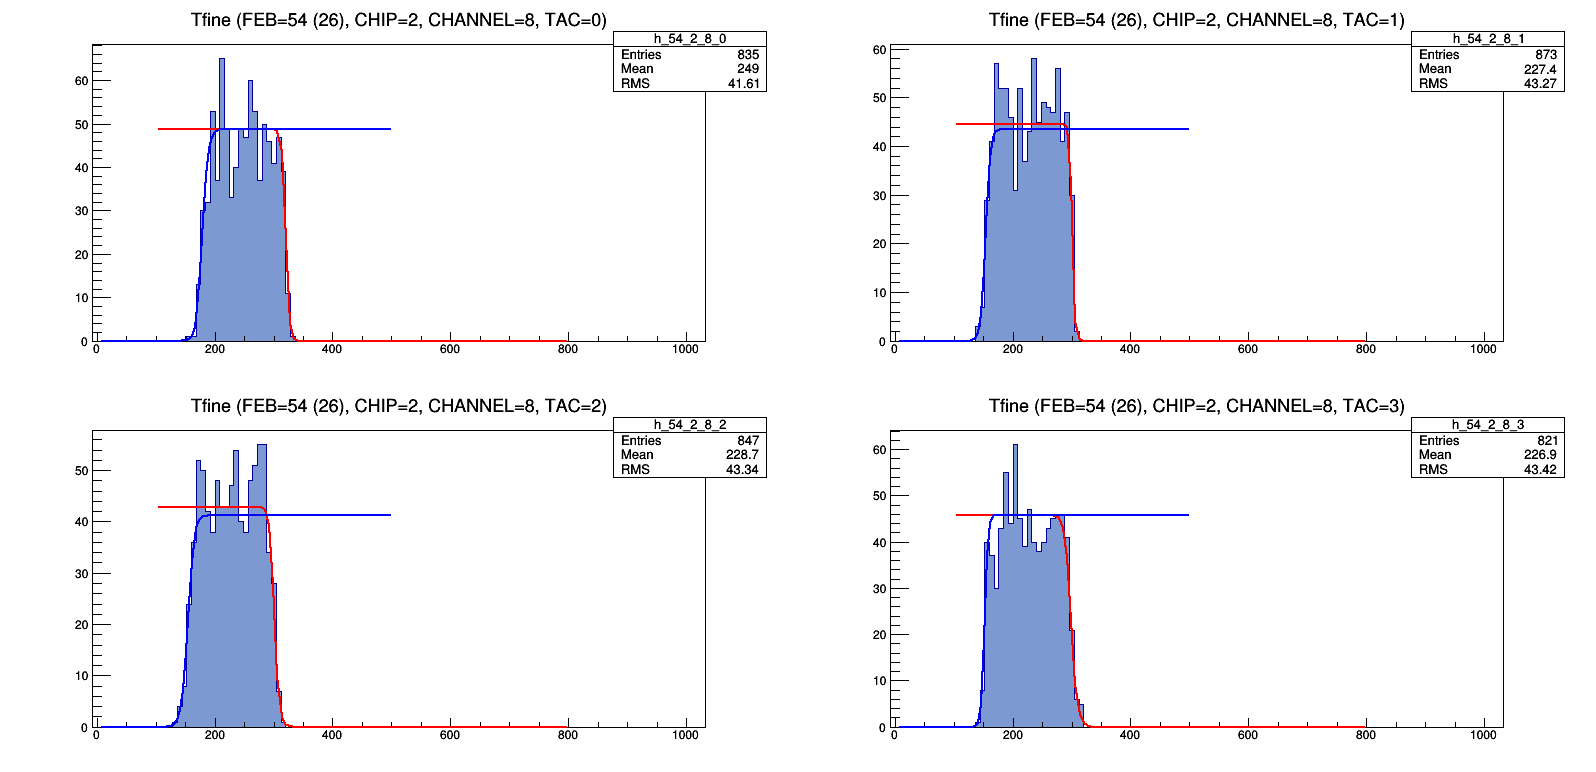 Tfine (FEB=54 (26), CHIP=2, CHANNEL=8, TAC=0)
h_54_2_8_0
Entries 835
Mean 249
RMS 41.61
60
50
40
30
20
10
0
0 200 400 600 800 1000
Tfine (FEB=54 (26), CHIP=2, CHANNEL=8, TAC=1)
h_54_2_8_1
Entries 873
Mean 227.4
RMS 43.27
60
50
40
30
20
10
0
0 200 400 600 800 1000
Tfine (FEB=54 (26), CHIP=2, CHANNEL=8, TAC=2)
h_54_2_8_2
Entries 847
Mean 228.7
RMS 43.34
50
40
30
20
10
0
0 200 400 600 800 1000
Tfine (FEB=54 (26), CHIP=2, CHANNEL=8, TAC=3)
h_54_2_8_3
Entries 821
Mean 226.9
RMS 43.42
60
50
40
30
20
10
0
0 200 400 600 800 1000